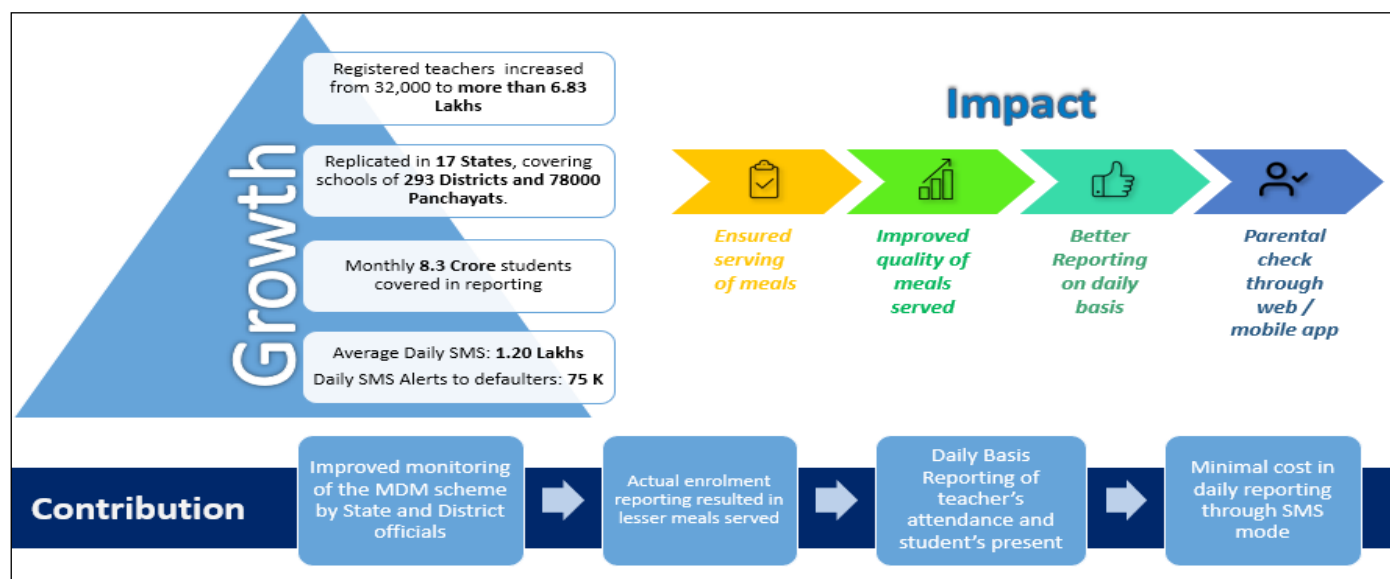 Growth
Registered teachers increased
from 32,000 to more than 6.83
Lakhs
Replicated in 17 States, covering
schools of 293 Districts and 78000
Panchayats.
Monthly 8.3 Crore students
covered in reporting
Average Daily SMS: 1.20 Lakhs
Daily SMS Alerts to defaulters: 75 K
Impact
Ensured
serving
of meals
Improved
quality of
meals
served
Better
Reporting
on daily
basis
Parental
check
through
web /
mobile app
Contribution
Improved monitoring
of the MDM scheme
by State and District
officials
Actual enrolment
reporting resulted in
lesser meals served
Daily Basis
Reporting of
teacher’s
attendance and
student’s present
Minimal cost in
daily reporting
through SMS
mode